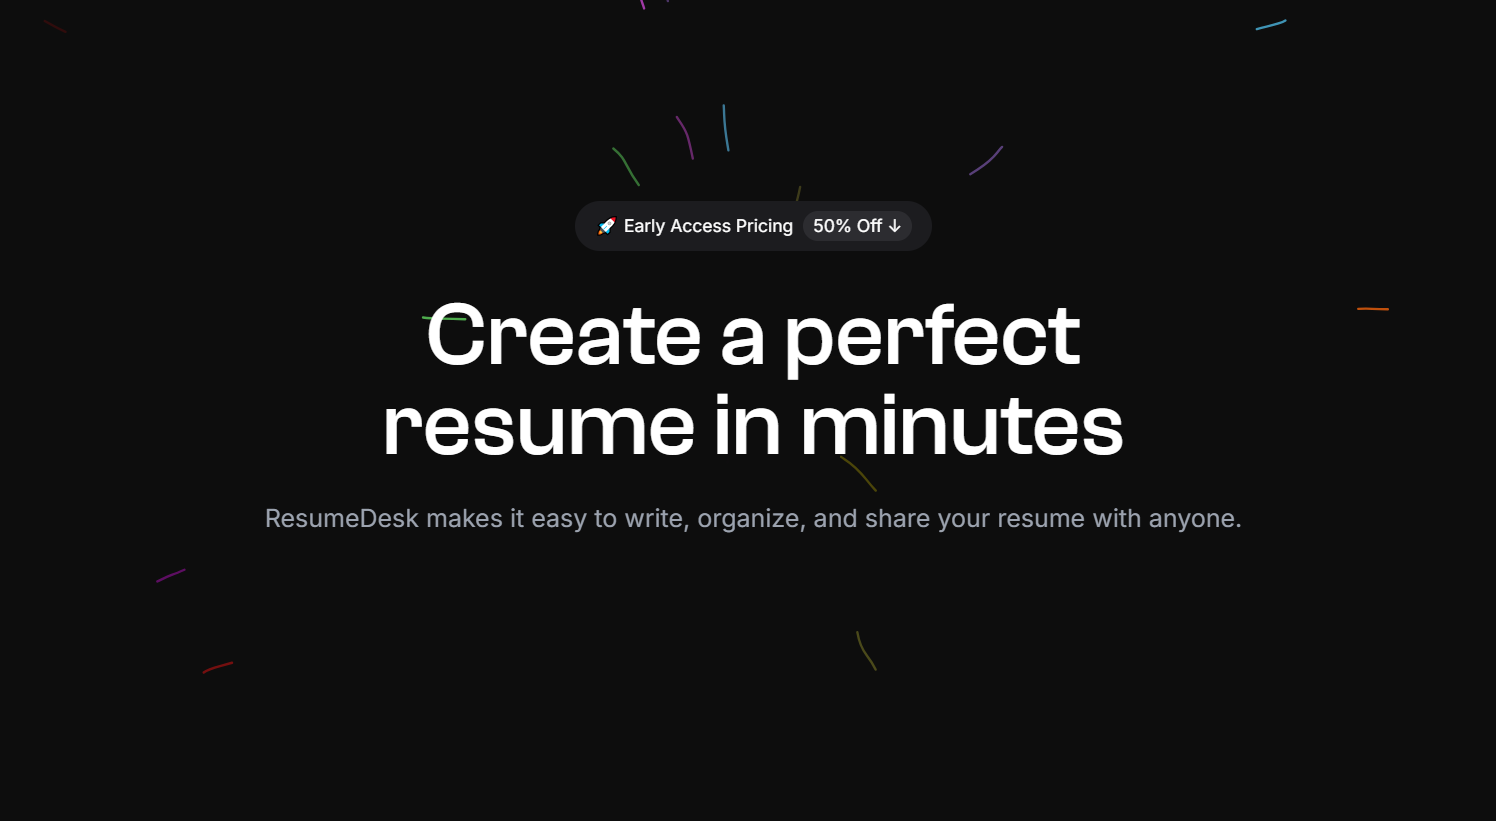 🚀 Early Access Pricing 50% Off ↓
Create a perfect
resume in minutes
ResumeDesk makes it easy to write, organize, and share your resume with anyone.